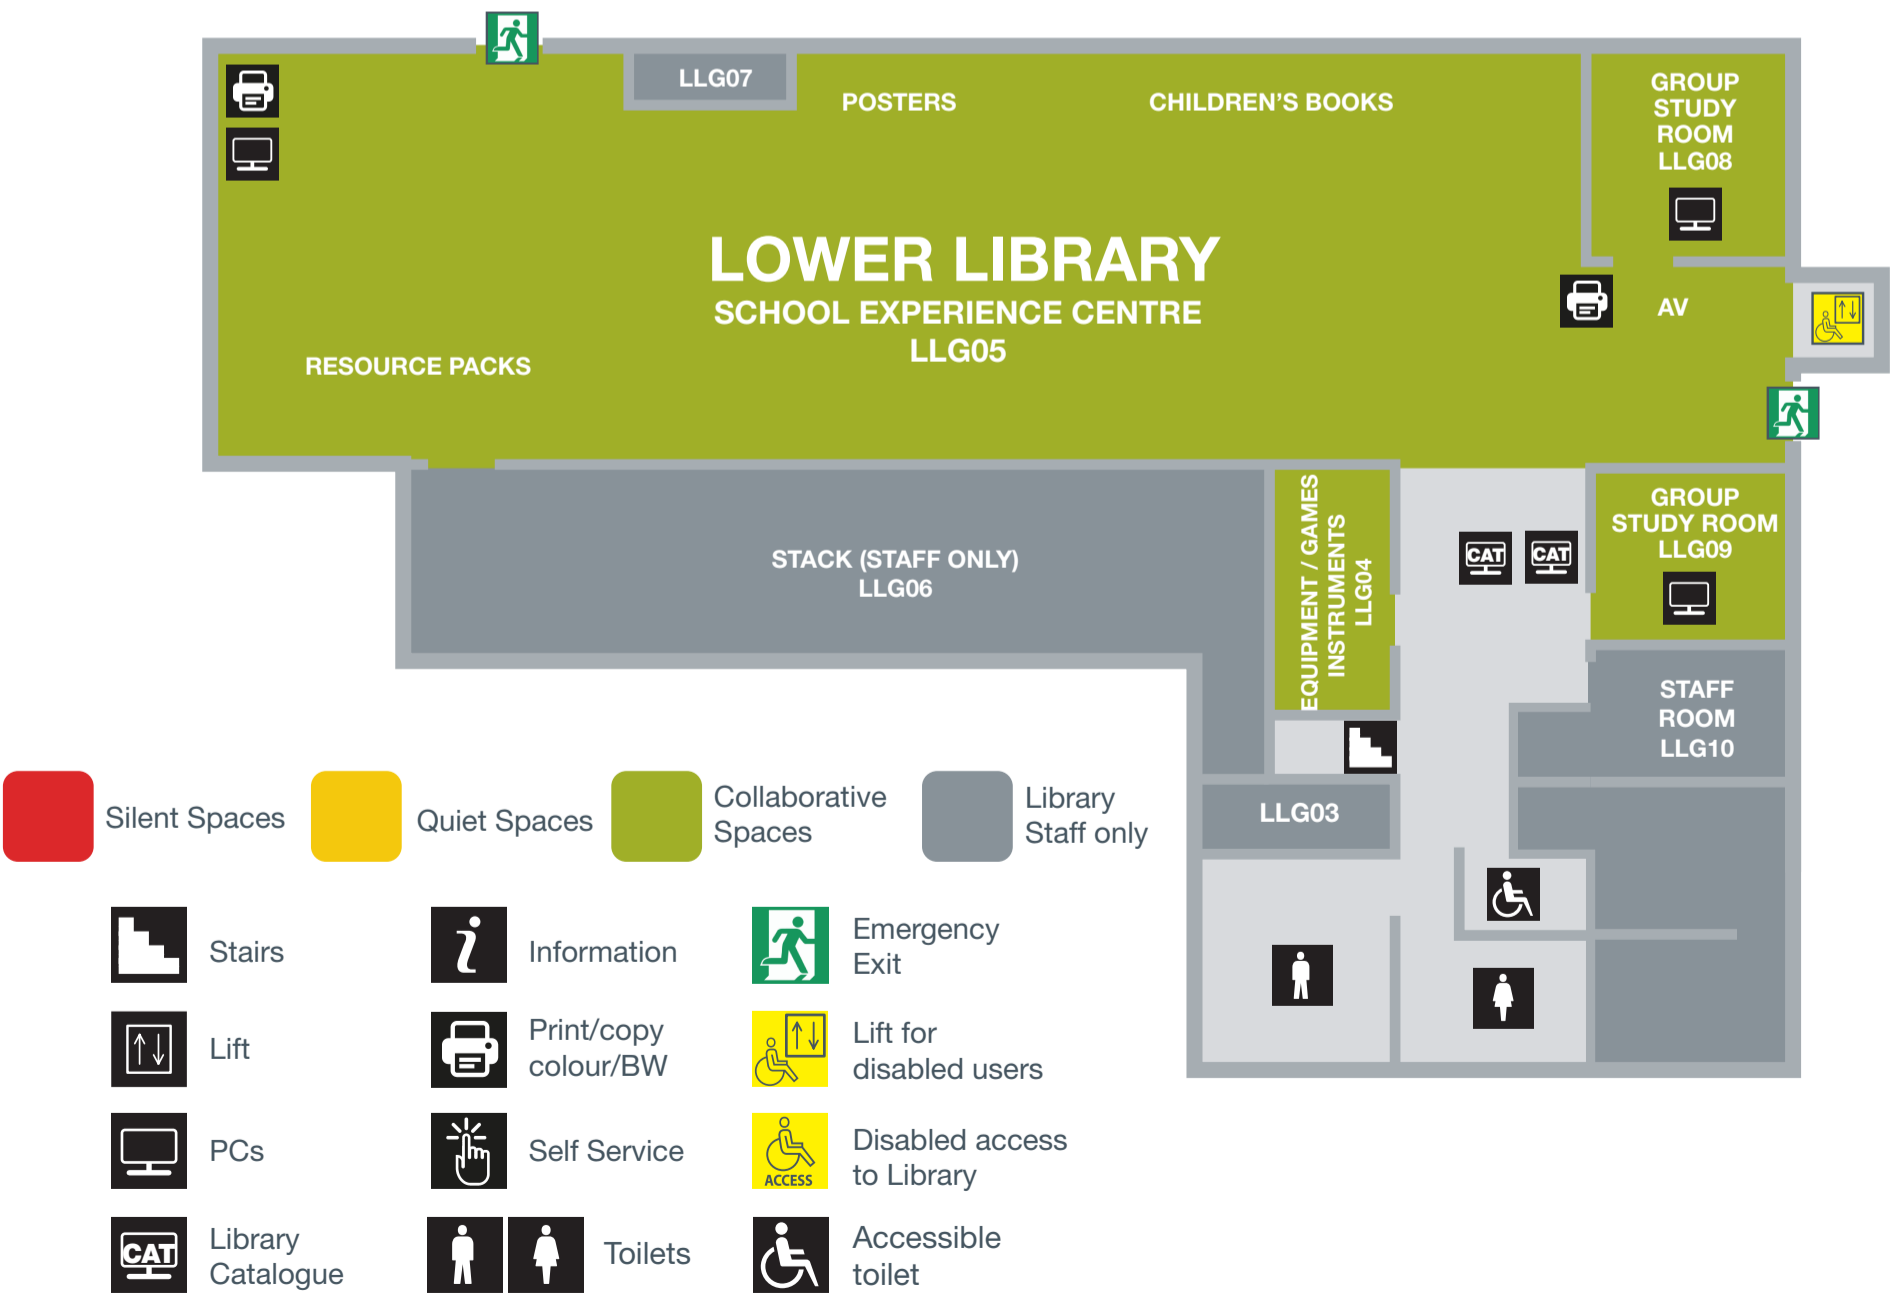 LLG07
POSTERS
CHILDREN'S BOOKS
GROUP
STUDY
ROOM
LLG08
LOWER LIBRARY
SCHOOL EXPERIENCE CENTRE
LLG05
AV
RESOURCE PACKS
STACK (STAFF ONLY)
LLG06
EQUIPMENT / GAMES
INSTRUMENTS
LLG04
CAT
CAT
GROUP
STUDY ROOM
LLG09
STAFF
ROOM
LLG10
LLG03
Silent Spaces
Quiet Spaces
Collaborative
Spaces
Library
Staff only
Stairs
Information
Emergency
Exit
Lift
Print/copy
colour/BW
Lift for
disabled users
PCs
Self Service
ACCESS
Disabled access
to Library
CAT
Library
Catalogue
Toilets
Accessible
toilet